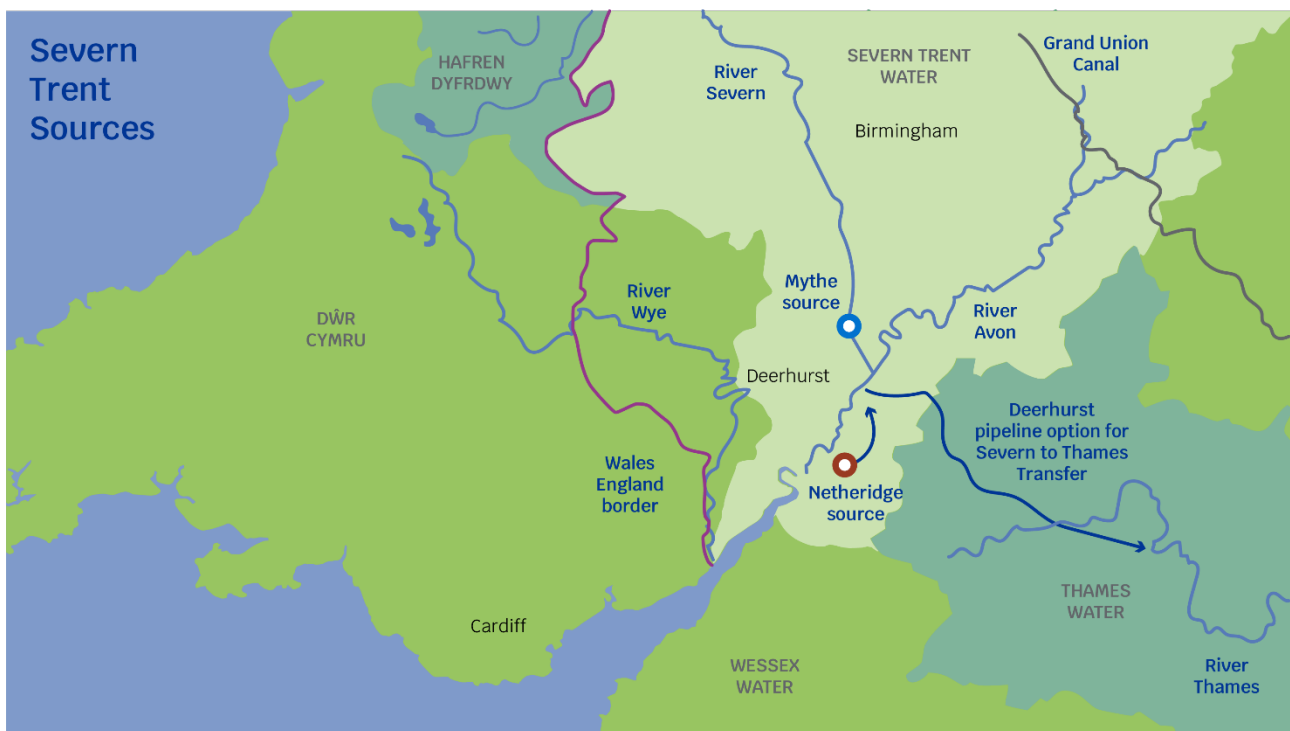 Severn
Trent
Sources
HAFREN
DYFRDWY
River
Severn
SEVERN TRENT
WATER
Birmingham
Grand Union
Canal
DŴR
CYMRU
River
Wye
Mythe
source
River
Avon
Deerhurst
Deerhurst
pipeline option for
Severn to Thames
Transfer
Wales
England
border
Netheridge
source
THAMES
WATER
Cardiff
WESSEX
WATER
River
Thames